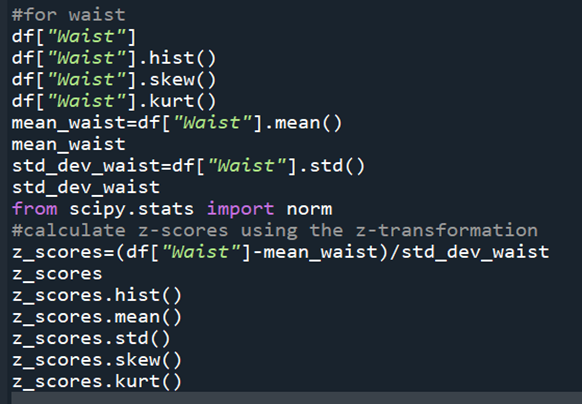 #for waist
df["Waist"]
df["Waist"].hist()
df["Waist"].skew()
df["Waist"].kurt()
mean_waist=df["Waist"].mean()
mean_waist
std_dev_waist=df["Waist"].std()
std_dev_waist
from scipy.stats import norm
#calculate z-scores using the z-transformation
z_scores=(df["Waist"]-mean_waist)/std_dev_waist
z_scores
z_scores.hist()
z_scores.mean()
z_scores.std()
z_scores.skew()
z_scores.kurt()